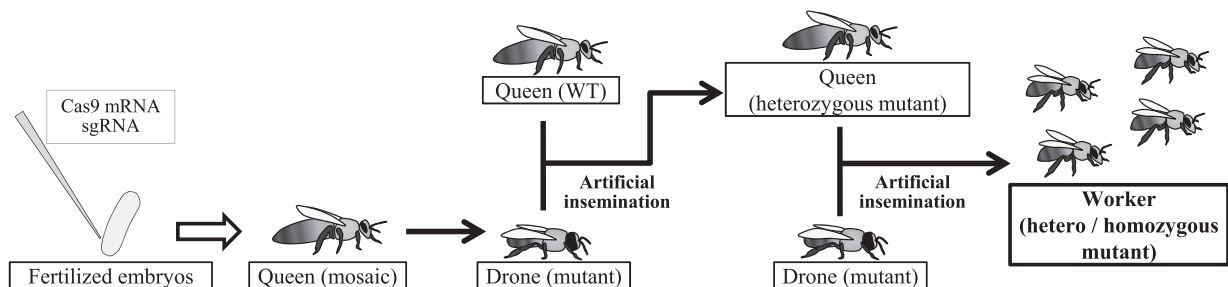 Cas9 mRNA
sgRNA
Fertilized embryos
Queen (mosaic)
Queen (WT)
Drone (mutant)
Artificial
insemination
Queen
(heterozygous mutant)
Drone (mutant)
Artificial
insemination
Worker
(hetero / homozygous
mutant)